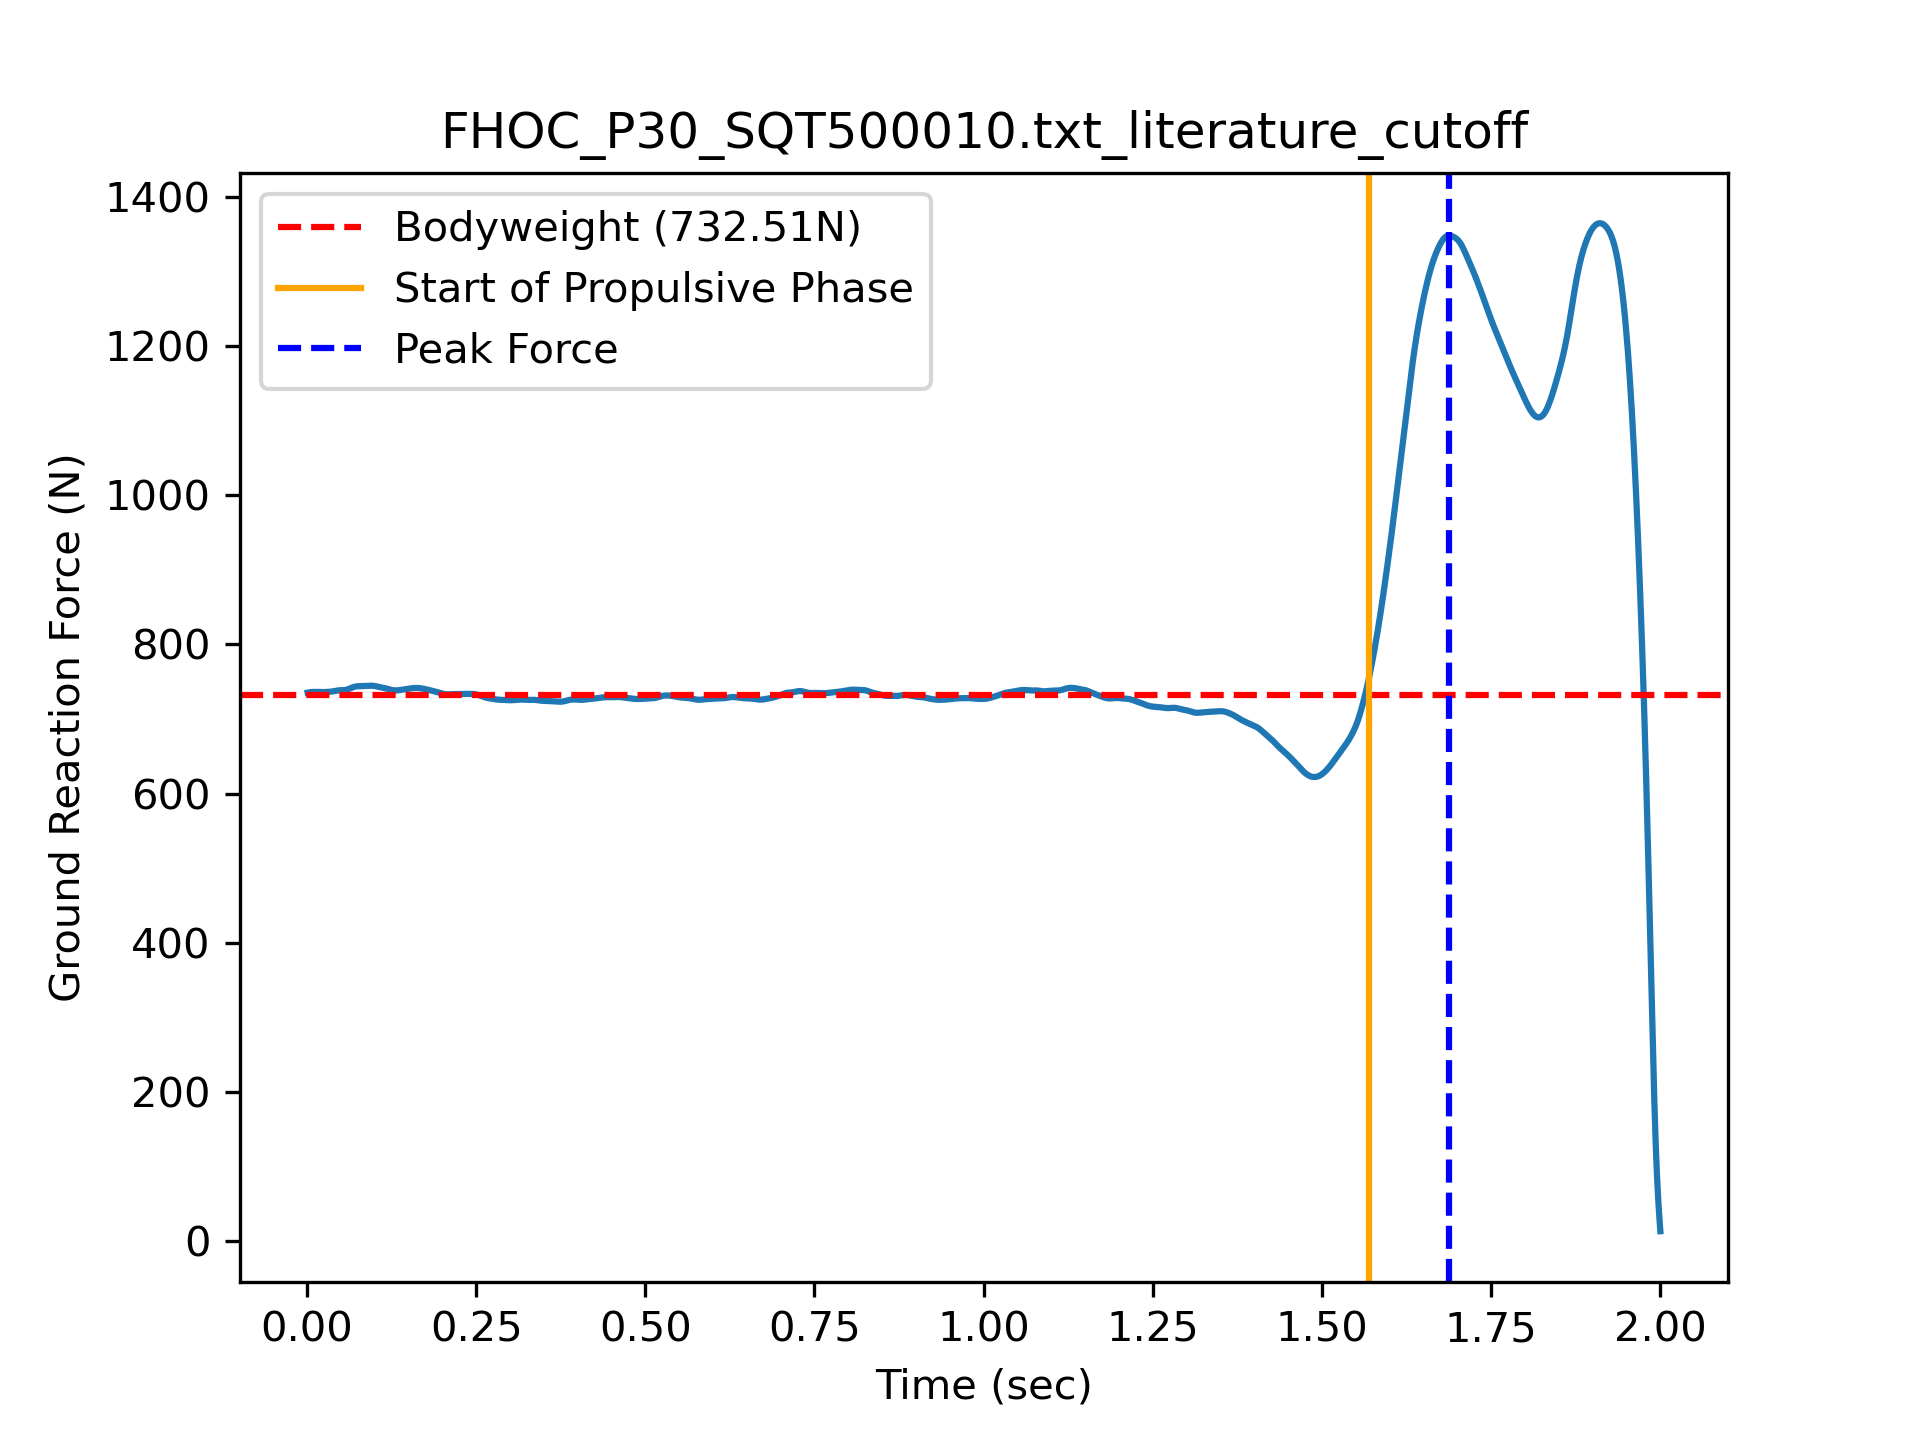 FHOC_P30_SQT500010.txt_literature_cutoff
Bodyweight (732.51N)
Start of Propulsive Phase
Peak Force
Ground Reaction Force (N)
1400
1200
1000
800
600
400
200
0
0.00 0.25 0.50 0.75 1.00 1.25 1.50 1.75 2.00
Time (sec)